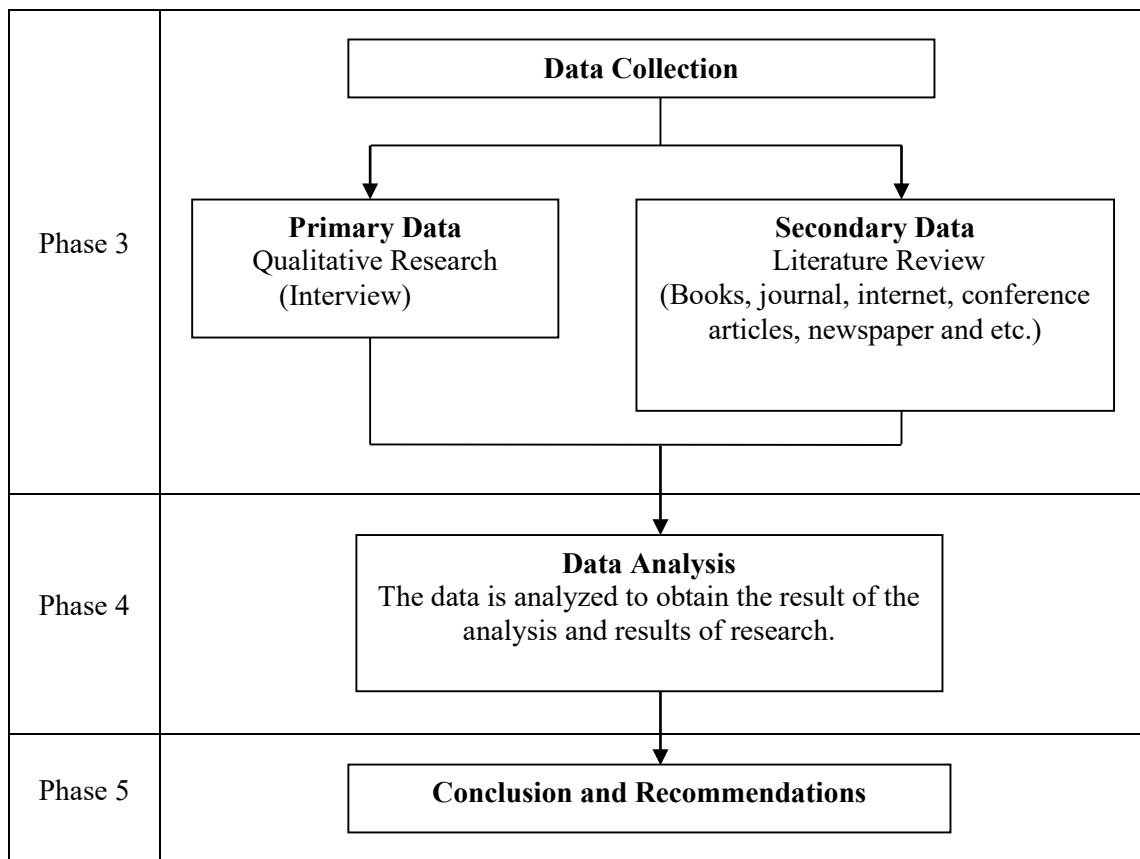 Phase 3
Data Collection
Primary Data
Qualitative Research
(Interview)
Secondary Data
Literature Review
(Books, journal, internet, conference
articles, newspaper and etc.)
Phase 4
Data Analysis
The data is analyzed to obtain the result of the
analysis and results of research.
Phase 5
Conclusion and Recommendations